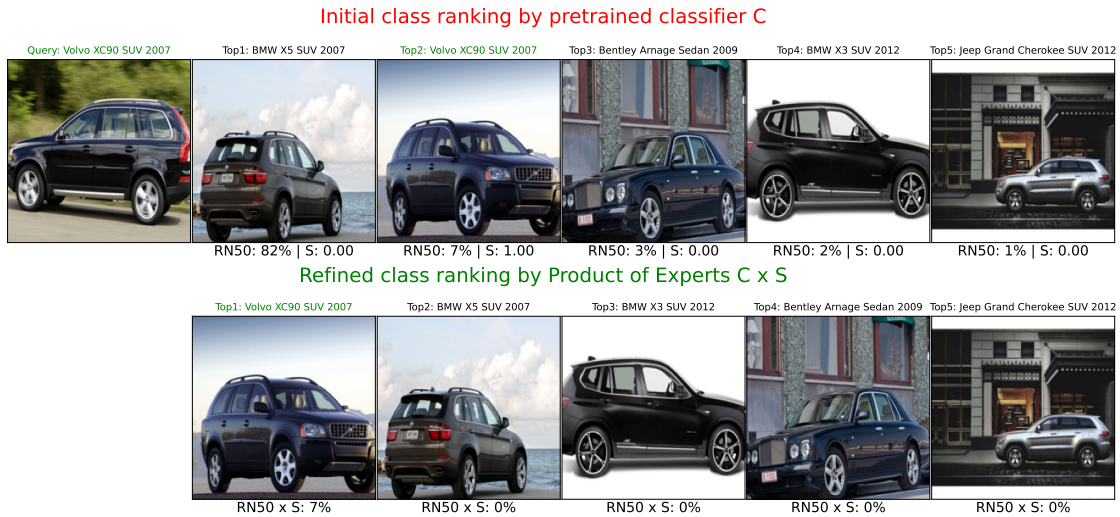 Initial class ranking by pretrained classifier C
Query: Volvo XC90 SUV 2007
Top1: BMW X5 SUV 2007
Top2: Volvo XC90 SUV 2007
Top3: Bentley Arnage Sedan 2009
Top4: BMW X3 SUV 2012
Top5: Jeep Grand Cherokee SUV 2012
RN50: 82% | S: 0.00
RN50: 7% | S: 1.00
RN50: 3% | S: 0.00
RN50: 2% | S: 0.00
RN50: 1% | S: 0.00
Refined class ranking by Product of Experts C x S
Top1: Volvo XC90 SUV 2007
Top2: BMW X5 SUV 2007
Top3: BMW X3 SUV 2012
Top4: Bentley Arnage Sedan 2009
Top5: Jeep Grand Cherokee SUV 2012
RN50 x S: 7%
RN50 x S: 0%
RN50 x S: 0%
RN50 x S: 0%
RN50 x S: 0%